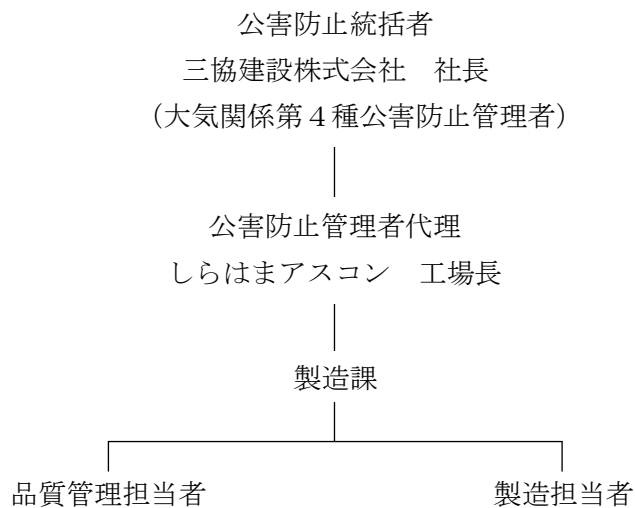 公害防止統括者
三協建設株式会社　社長
（大気関係第４種公害防止管理者）
公害防止管理者代理
しらはまアスコン　工場長
製造課
品質管理担当者
製造担当者